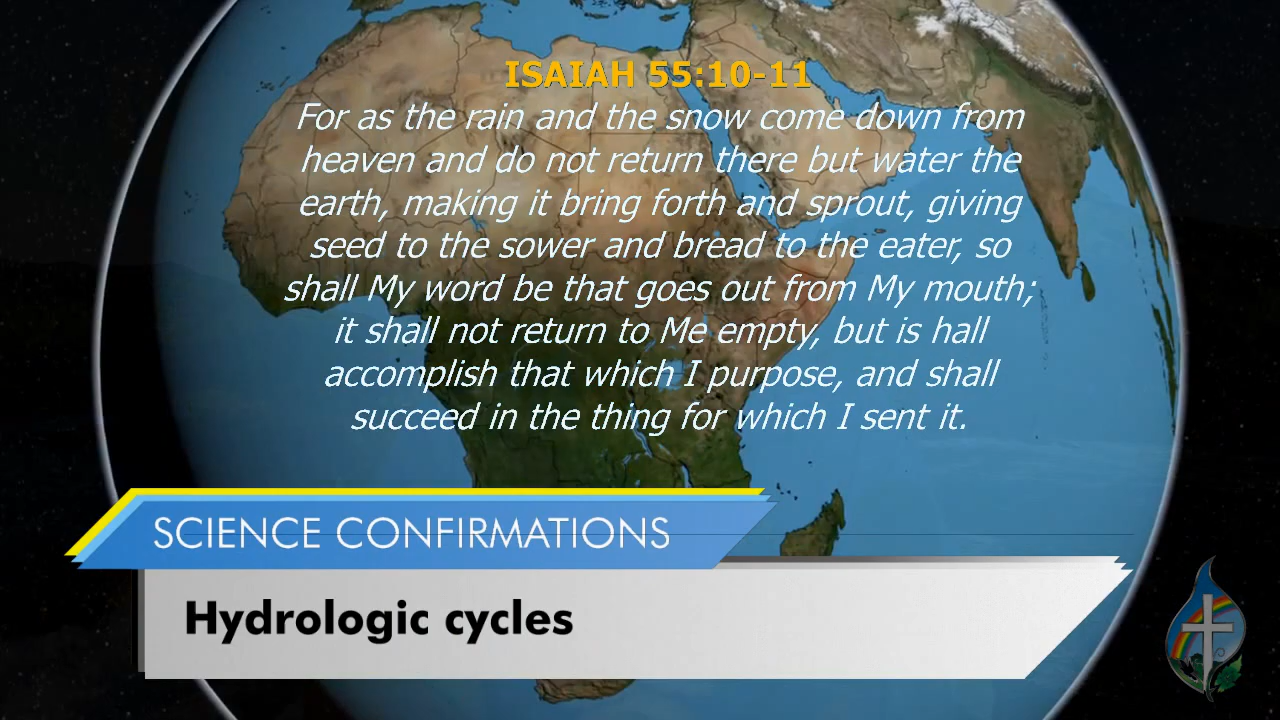 ISAIAH 55:10-11
For as the rain and the snow come down from
heaven and do not return there but water the
earth, making it bring forth and sprout, giving
seed to the sower and bread to the eater, so
shall My word be that goes out from My mouth;
it shall not return to Me empty, but is hall
accomplish that which I purpose, and shall
succeed in the thing for which I sent it.
SCIENCE CONFIRMATIONS
Hydrologic cycles